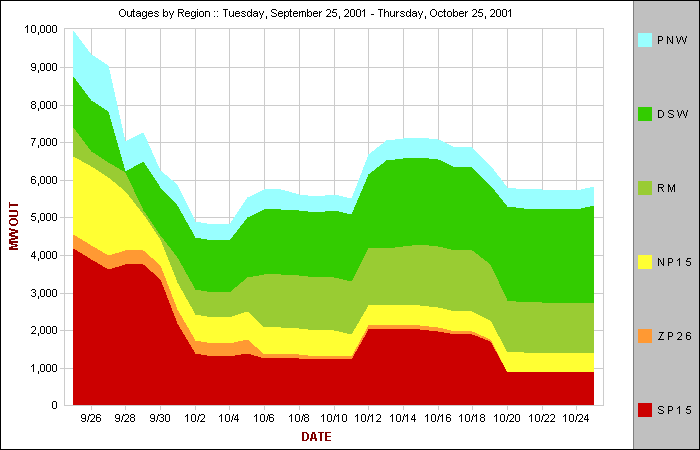 Outages by Region :: Tuesday, September 25, 2001 - Thursday, October 25, 2001
10,000
9,000
8,000
7,000
6,000
5,000
4,000
3,000
2,000
1,000
0
MWOUT
9/26 9/28 9/30 10/2 10/4 10/6 10/8 10/10 10/12 10/14 10/16 10/18 10/20 10/22 10/24
DATE
PNW
DSW
RM
NP15
ZP26
SP15